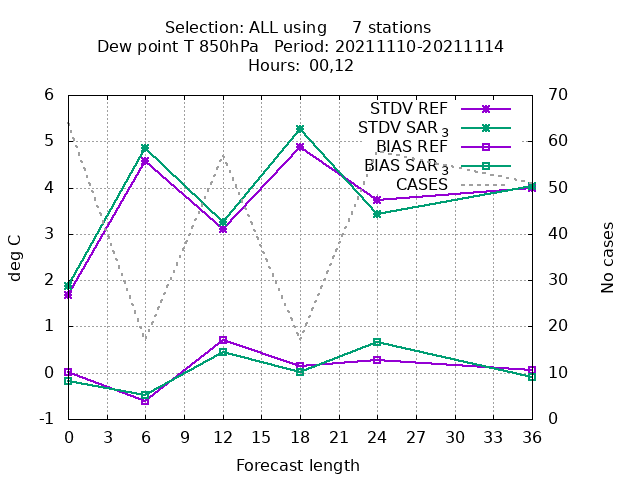 Selection: ALL using     7 stations
Dew point T 850hPa   Period: 20211110-20211114
Hours: 00,12
STDV REF
STDV SAR 3
BIAS REF
BIAS SAR 3
CASES
6
5
4
3
2
1
0
-1
70
60
50
40
30
20
10
0
deg C
No cases
0 3 6 9 12 15 18 21 24 27 30 33 36
Forecast length